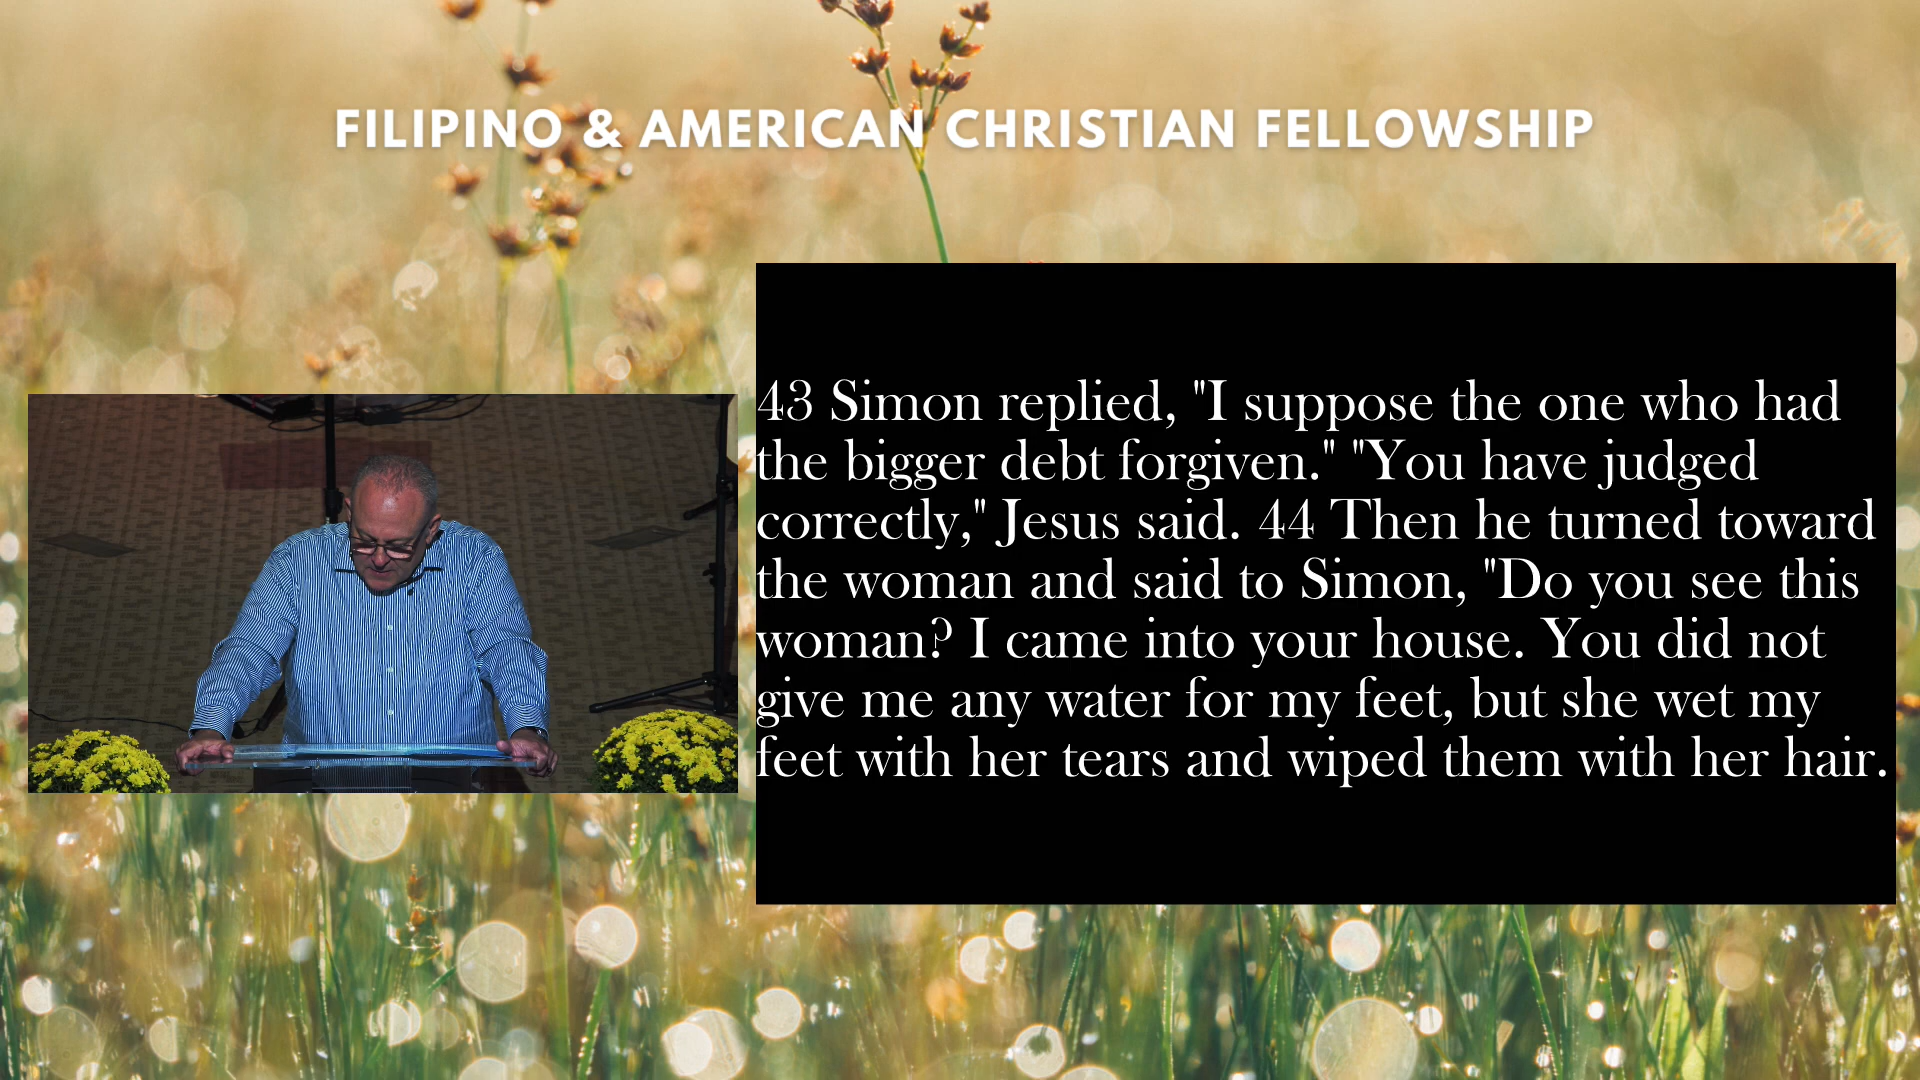 FILIPINO & AMERICAN CHRISTIAN FELLOWSHIP
43 Simon replied, "I suppose the one who had
the bigger debt forgiven." "You have judged
correctly," Jesus said. 44 Then he turned toward
the woman and said to Simon, "Do you see this
woman? I came into your house. You did not
give me any water for my feet, but she wet my
feet with her tears and wiped them with her hair.